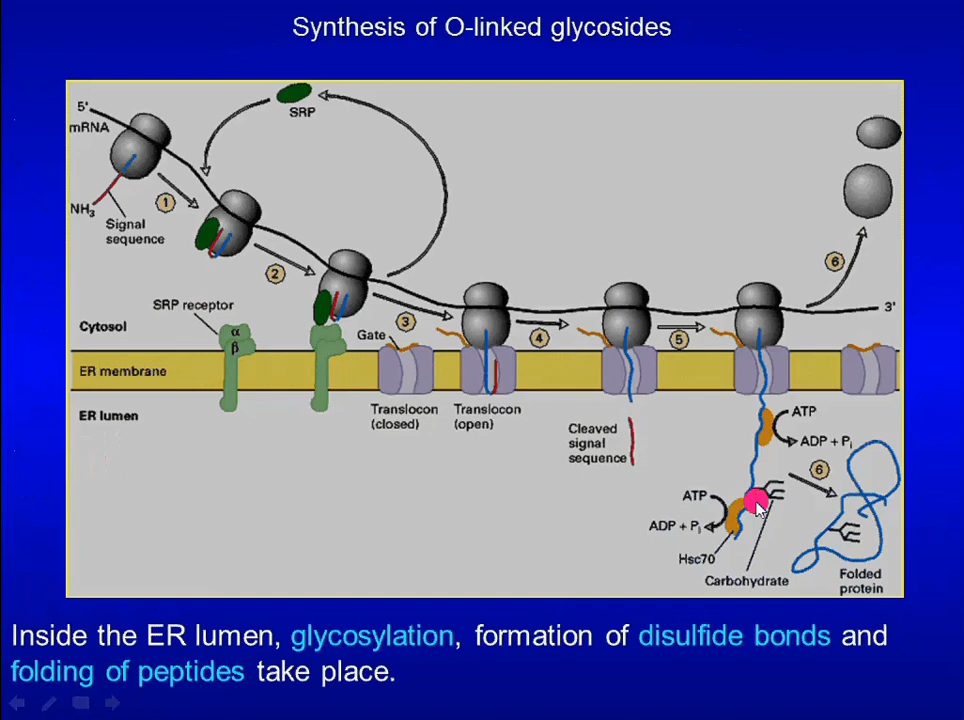 Synthesis of O-linked glycosides
5'
mRNA
SRP
NH3
Signal
sequence
1
2
SRP receptor
α
β
Cytosol
Gate
3
4
5
6
3'
ER membrane
ER lumen
Translocon
(closed)
Translocon
(open)
Cleaved
signal
sequence
ATP
ADP + Pi
6
ATP
ADP + Pi
Hsc70
Carbohydrate
Folded
protein
Inside the ER lumen, glycosylation, formation of disulfide bonds and
folding of peptides take place.